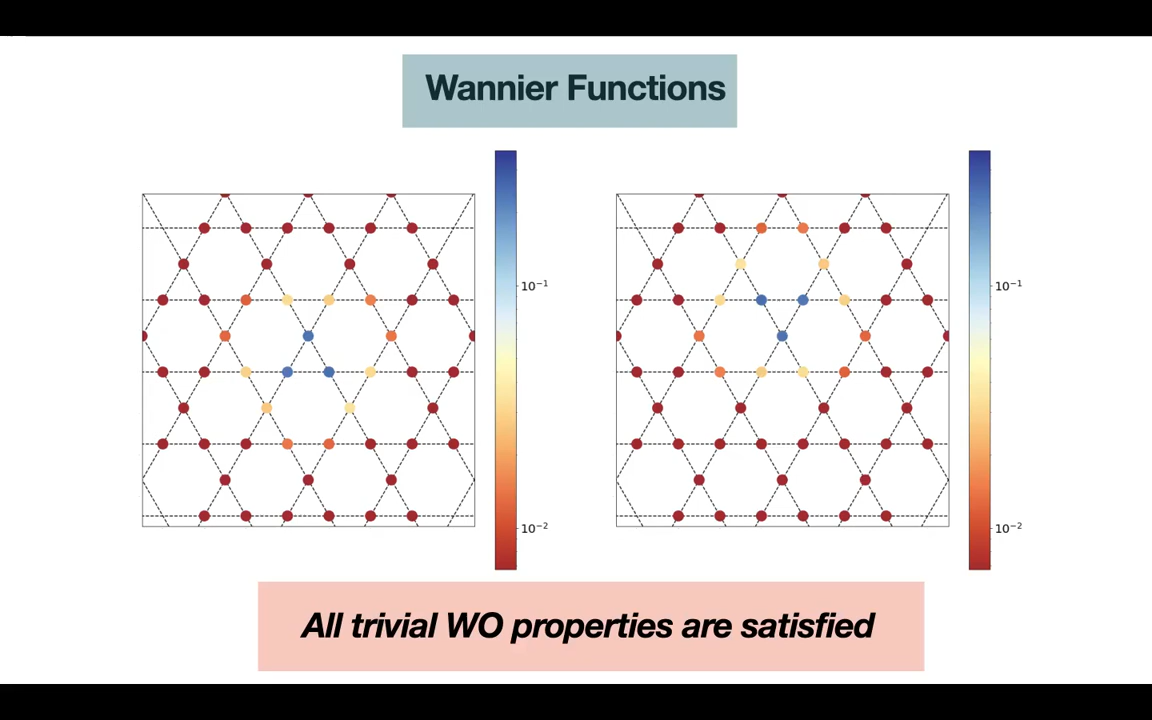 Wannier Functions
10⁻¹
10⁻²
10⁻¹
10⁻²
All trivial WO properties are satisfied